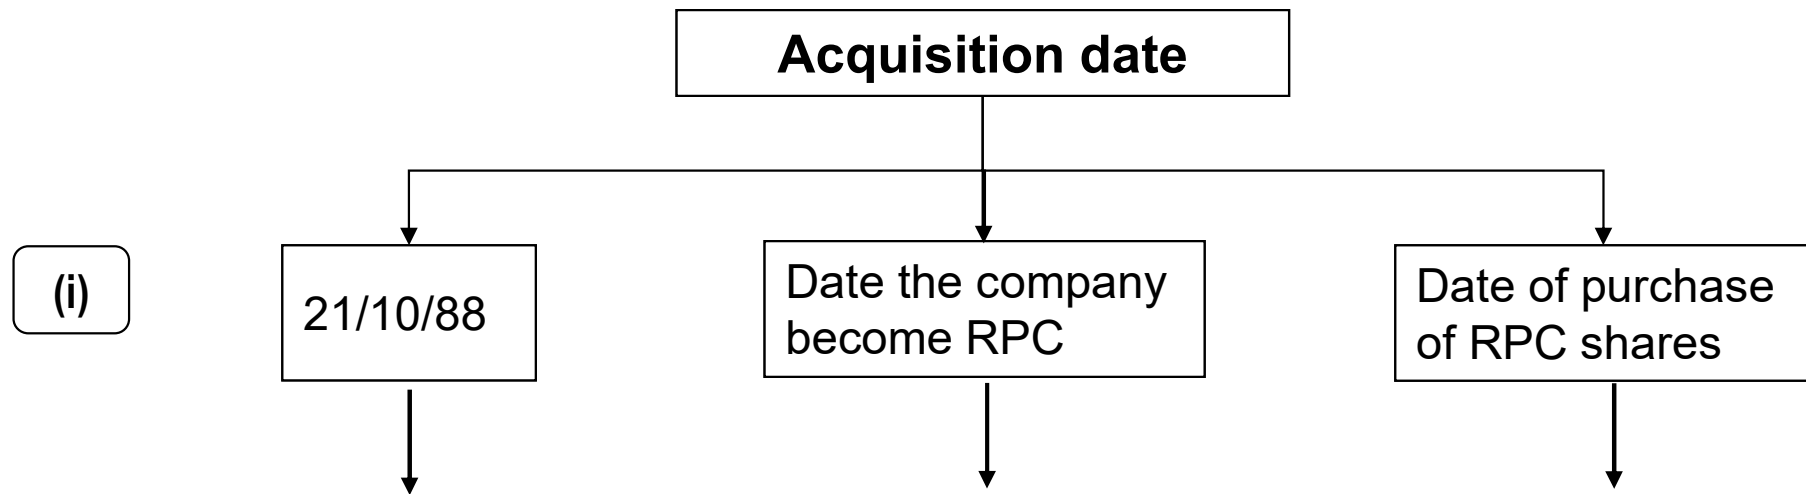 Acquisition date
(i)
21/10/88
Date the company
become RPC
Date of purchase
of RPC shares